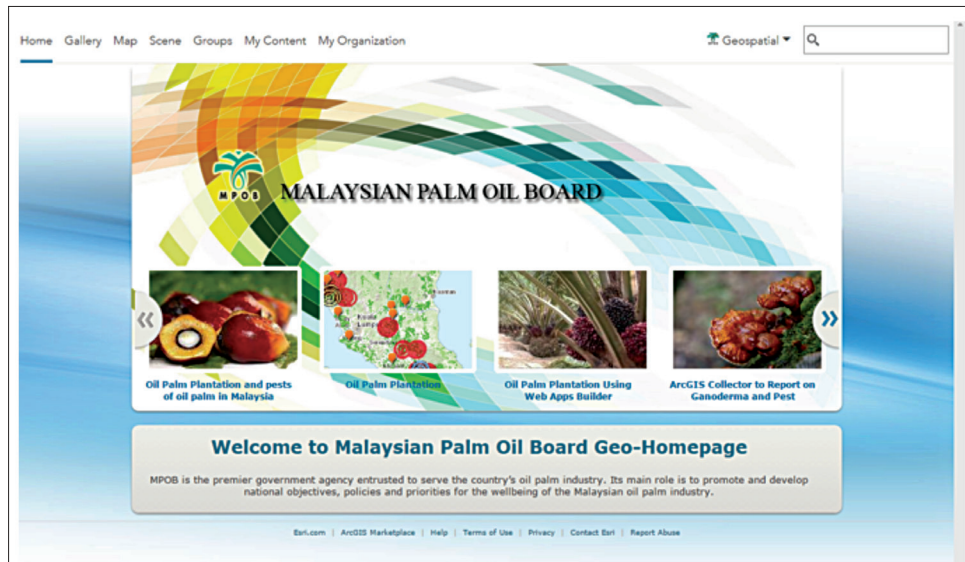 Home Gallery Map Scene Groups My Content My Organization Geospatial
MPOB
MALAYSIAN PALM OIL BOARD
Oil Palm Plantation and pests
of oil palm in Malaysia
Oil Palm Plantation
Oil Palm Plantation Using
Web Apps Builder
ArcGIS Collector to Report on
Ganoderma and Pest
Welcome to Malaysian Palm Oil Board Geo-Homepage
MPOB is the premier government agency entrusted to serve the country's oil palm industry. Its main role is to promote and develop
national objectives, policies and priorities for the wellbeing of the Malaysian oil palm industry.
Esri.com | ArcGIS Marketplace | Help | Terms of Use | Privacy | Contact Esri | Report Abuse